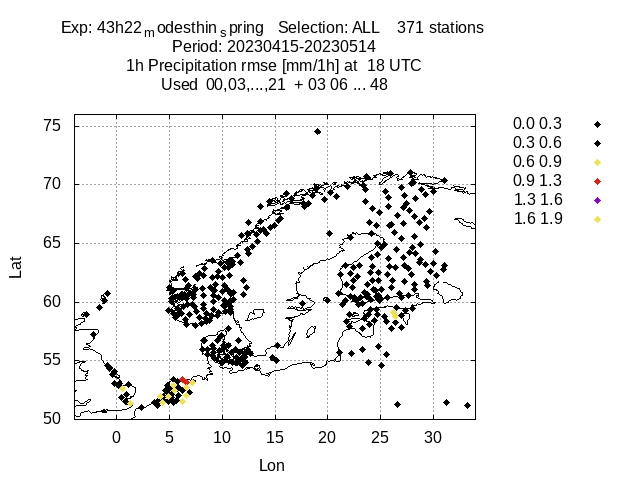 Exp: 43h22modesthinspring Selection: ALL 371 stations
Period: 20230415-20230514
1h Precipitation rmse [mm/1h] at 18 UTC
Used 00,03,...,21 + 03 06 ... 48
75
70
65
60
55
50
Lat
0 5 10 15 20 25 30
Lon
0.0 0.3
0.3 0.6
0.6 0.9
0.9 1.3
1.3 1.6
1.6 1.9